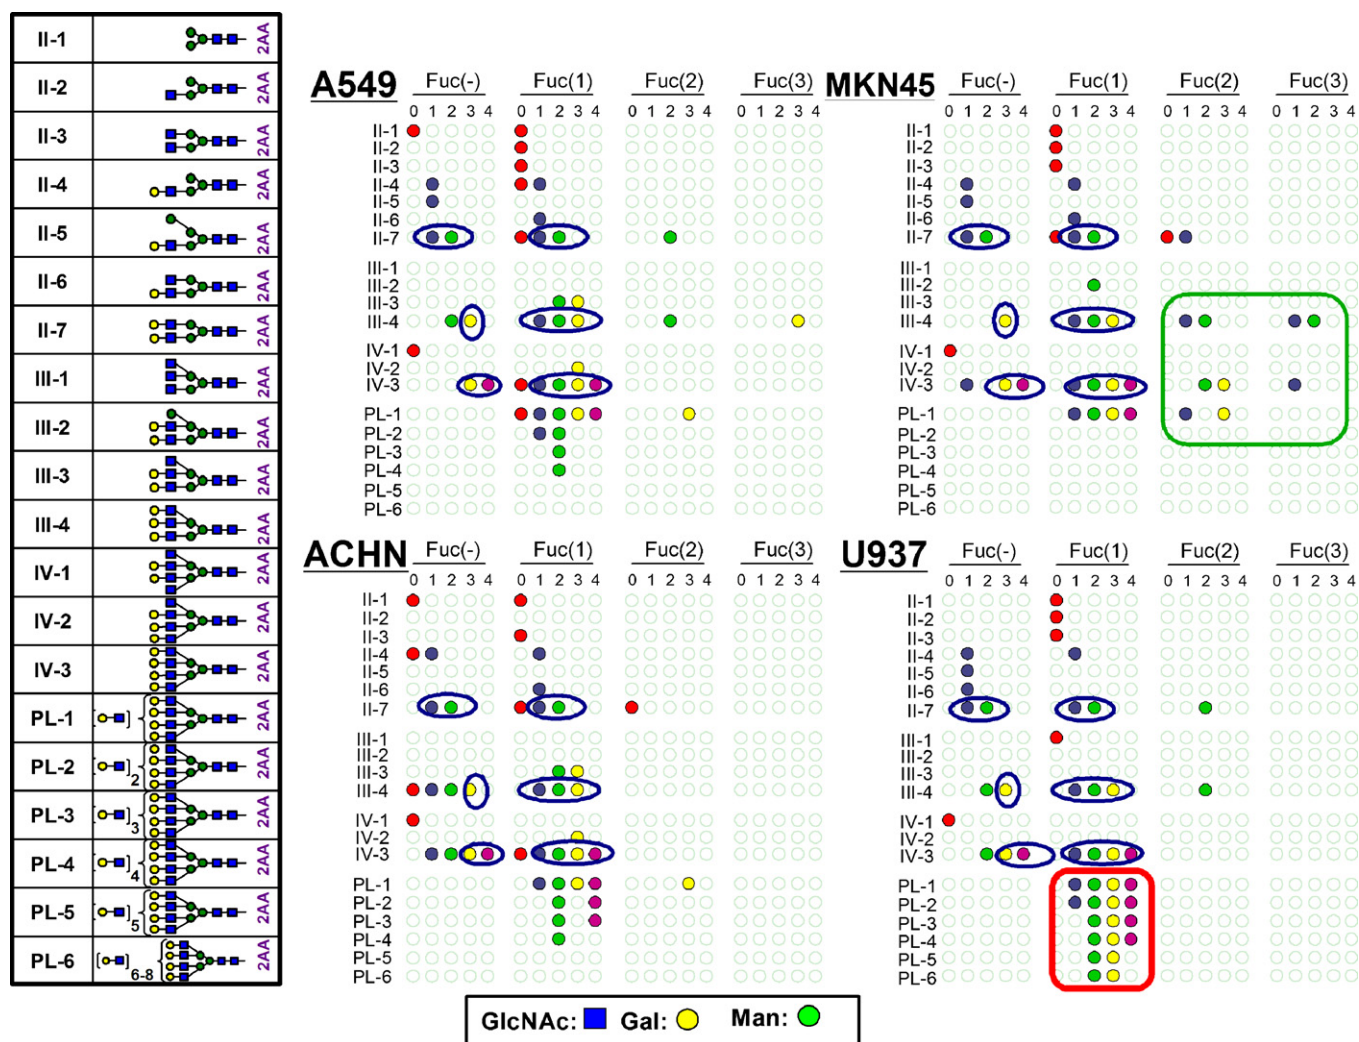 II-1 2AA
II-2 2AA
II-3 2AA
II-4 2AA
II-5 2AA
II-6 2AA
II-7 2AA
III-1 2AA
III-2 2AA
III-3 2AA
III-4 2AA
IV-1 2AA
IV-2 2AA
IV-3 2AA
PL-1 2AA
PL-2 2 2AA
PL-3 3 2AA
PL-4 4 2AA
PL-5 5 2AA
PL-6 6-8 2AA
A549 Fuc(-) Fuc(1) Fuc(2) Fuc(3)
0 1 2 3 4 0 1 2 3 4 0 1 2 3 4 0 1 2 3 4
II-1
II-2
II-3
II-4
II-5
II-6
II-7
III-1
III-2
III-3
III-4
IV-1
IV-2
IV-3
PL-1
PL-2
PL-3
PL-4
PL-5
PL-6
MKN45 Fuc(-) Fuc(1) Fuc(2) Fuc(3)
0 1 2 3 4 0 1 2 3 4 0 1 2 3 4 0 1 2 3 4
II-1
II-2
II-3
II-4
II-5
II-6
II-7
III-1
III-2
III-3
III-4
IV-1
IV-2
IV-3
PL-1
PL-2
PL-3
PL-4
PL-5
PL-6
ACHN Fuc(-) Fuc(1) Fuc(2) Fuc(3)
0 1 2 3 4 0 1 2 3 4 0 1 2 3 4 0 1 2 3 4
II-1
II-2
II-3
II-4
II-5
II-6
II-7
III-1
III-2
III-3
III-4
IV-1
IV-2
IV-3
PL-1
PL-2
PL-3
PL-4
PL-5
PL-6
U937 Fuc(-) Fuc(1) Fuc(2) Fuc(3)
0 1 2 3 4 0 1 2 3 4 0 1 2 3 4 0 1 2 3 4
II-1
II-2
II-3
II-4
II-5
II-6
II-7
III-1
III-2
III-3
III-4
IV-1
IV-2
IV-3
PL-1
PL-2
PL-3
PL-4
PL-5
PL-6
GlcNAc: Gal: Man: